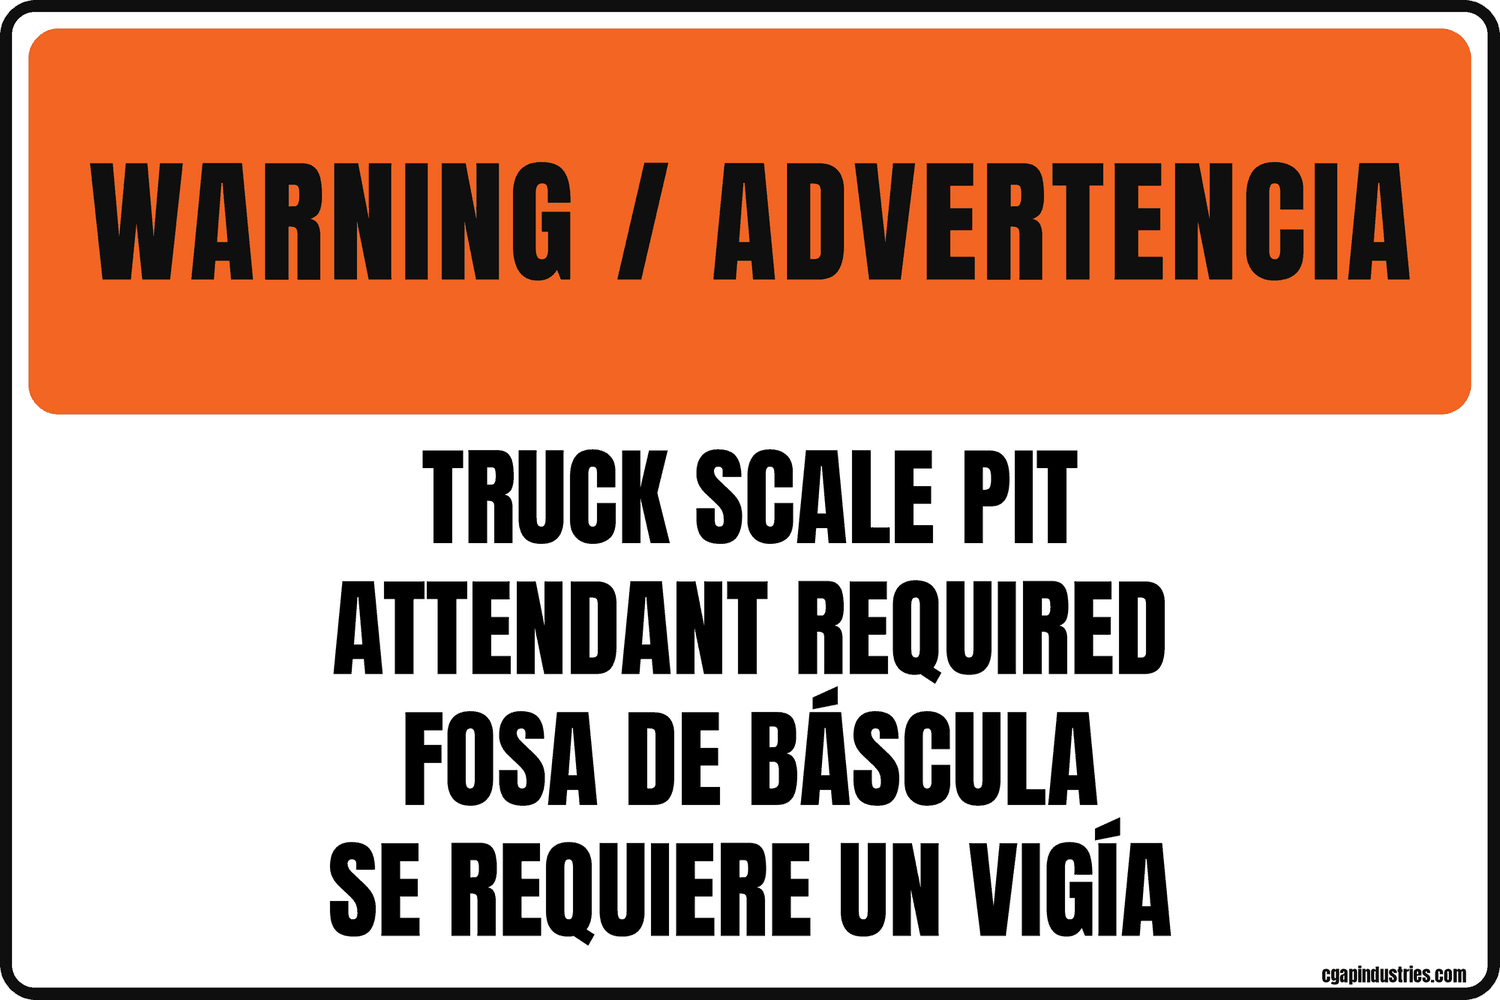 WARNING / ADVERTENCIA
TRUCK SCALE PIT
ATTENDANT REQUIRED
FOSA DE BÁSCULA
SE REQUIERE UN VIGÍA
cgapindustries.com